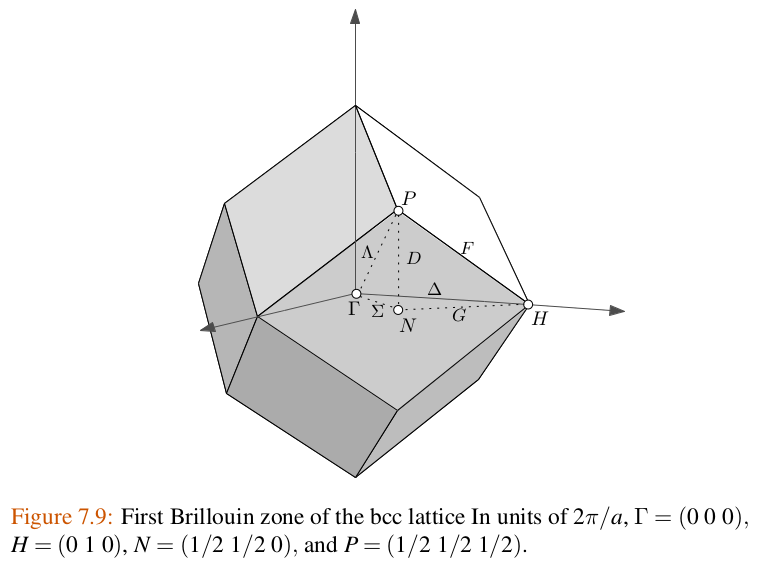 P
Λ
D
F
Δ
Γ
Σ
N
G
H
Figure 7.9: First Brillouin zone of the bcc lattice In units of 2π/a, Γ = (0 0 0),
H = (0 1 0), N = (1/2 1/2 0), and P = (1/2 1/2 1/2).